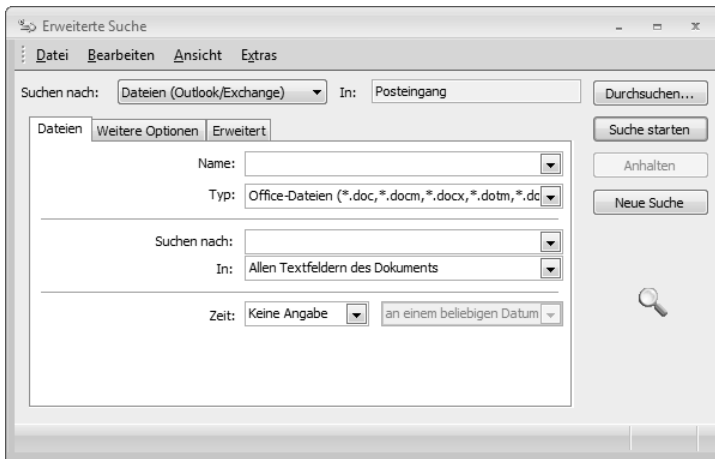 Erweiterte Suche
Datei Bearbeiten Ansicht Extras
Suchen nach: Dateien (Outlook/Exchange) In: Posteingang Durchsuchen...
Dateien Weitere Optionen Erweitert Suche starten
Name: Anhalten
Typ: Office-Dateien (*.doc,*.docm,*.docx,*.dotm,*.dc Neue Suche
Suchen nach:
In: Allen Textfeldern des Dokuments
Zeit: Keine Angabe an einem beliebigen Datum